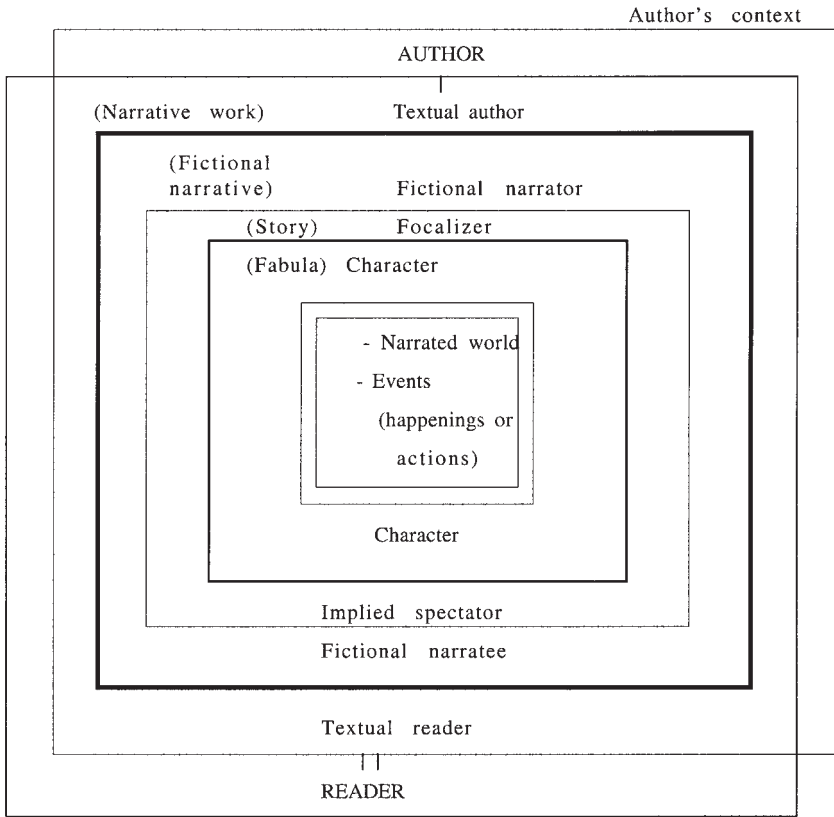 Author's context
AUTHOR
(Narrative work) Textual author
(Fictional
narrative) Fictional narrator
(Story) Focalizer
(Fabula) Character
- Narrated world
- Events
(happenings or
actions)
Character
Implied spectator
Fictional narratee
Textual reader
READER